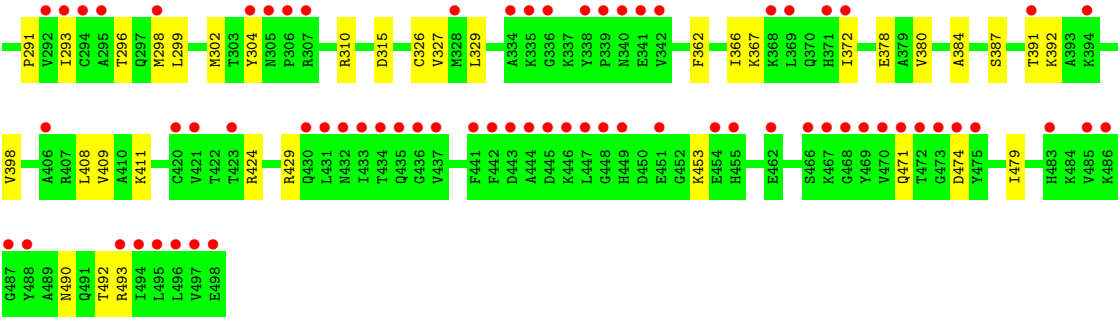 P291 V292 I293 C294 A295 T296 Q297 M298 L299 M302 T303 Y304 N305 P306 R307 R310 D315 C326 V327 M328 L329 A334 K335 G336 K337 Y338 P339 N340 E341 V342 F362 I366 K367 K368 L369 Q370 H371 I372 E378 A379 V380 A384 S387 T391 K392 A393 K394
V398 A406 R407 L408 V409 A410 K411 C420 V421 T422 T423 R424 R429 Q430 L431 N432 I433 T434 Q435 G436 V437 F441 F442 D443 A444 D445 K446 L447 G448 H449 D450 E451 G452 K453 E454 H455 E462 S466 K467 G468 Y469 V470 Q471 T472 G473 D474 Y475 I479 H483 K484 V485 K486
G487 Y488 A489 N490 Q491 T492 R493 I494 L495 L496 V497 E498